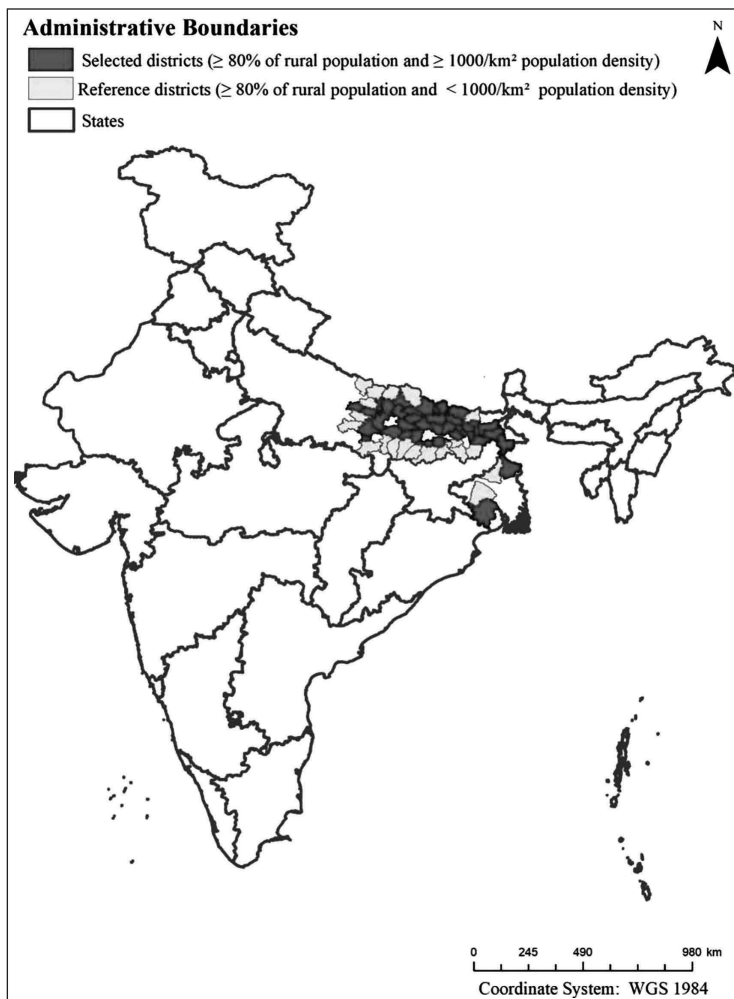 Administrative Boundaries
Selected districts (≥ 80% of rural population and ≥ 1000/km² population density)
Reference districts (≥ 80% of rural population and < 1000/km² population density)
States
N
0 245 490 980 km
Coordinate System: WGS 1984